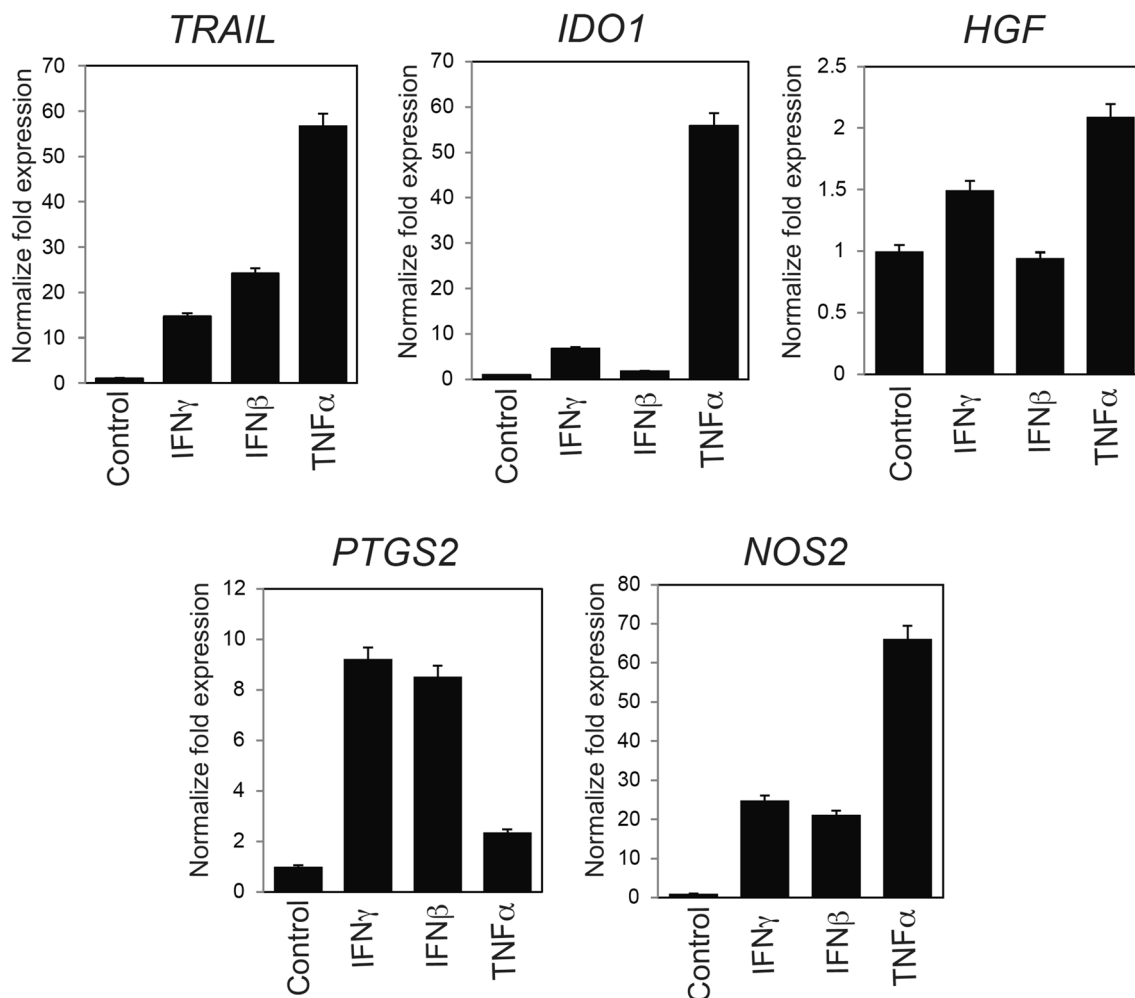 TRAIL
Normalize fold expression
70
60
50
40
30
20
10
0
Control
IFNγ
IFNβ
TNFα
IDO1
Normalize fold expression
70
60
50
40
30
20
10
0
Control
IFNγ
IFNβ
TNFα
HGF
Normalize fold expression
2.5
2
1.5
1
0.5
0
Control
IFNγ
IFNβ
TNFα
PTGS2
Normalize fold expression
12
10
8
6
4
2
0
Control
IFNγ
IFNβ
TNFα
NOS2
Normalize fold expression
80
70
60
50
40
30
20
10
0
Control
IFNγ
IFNβ
TNFα